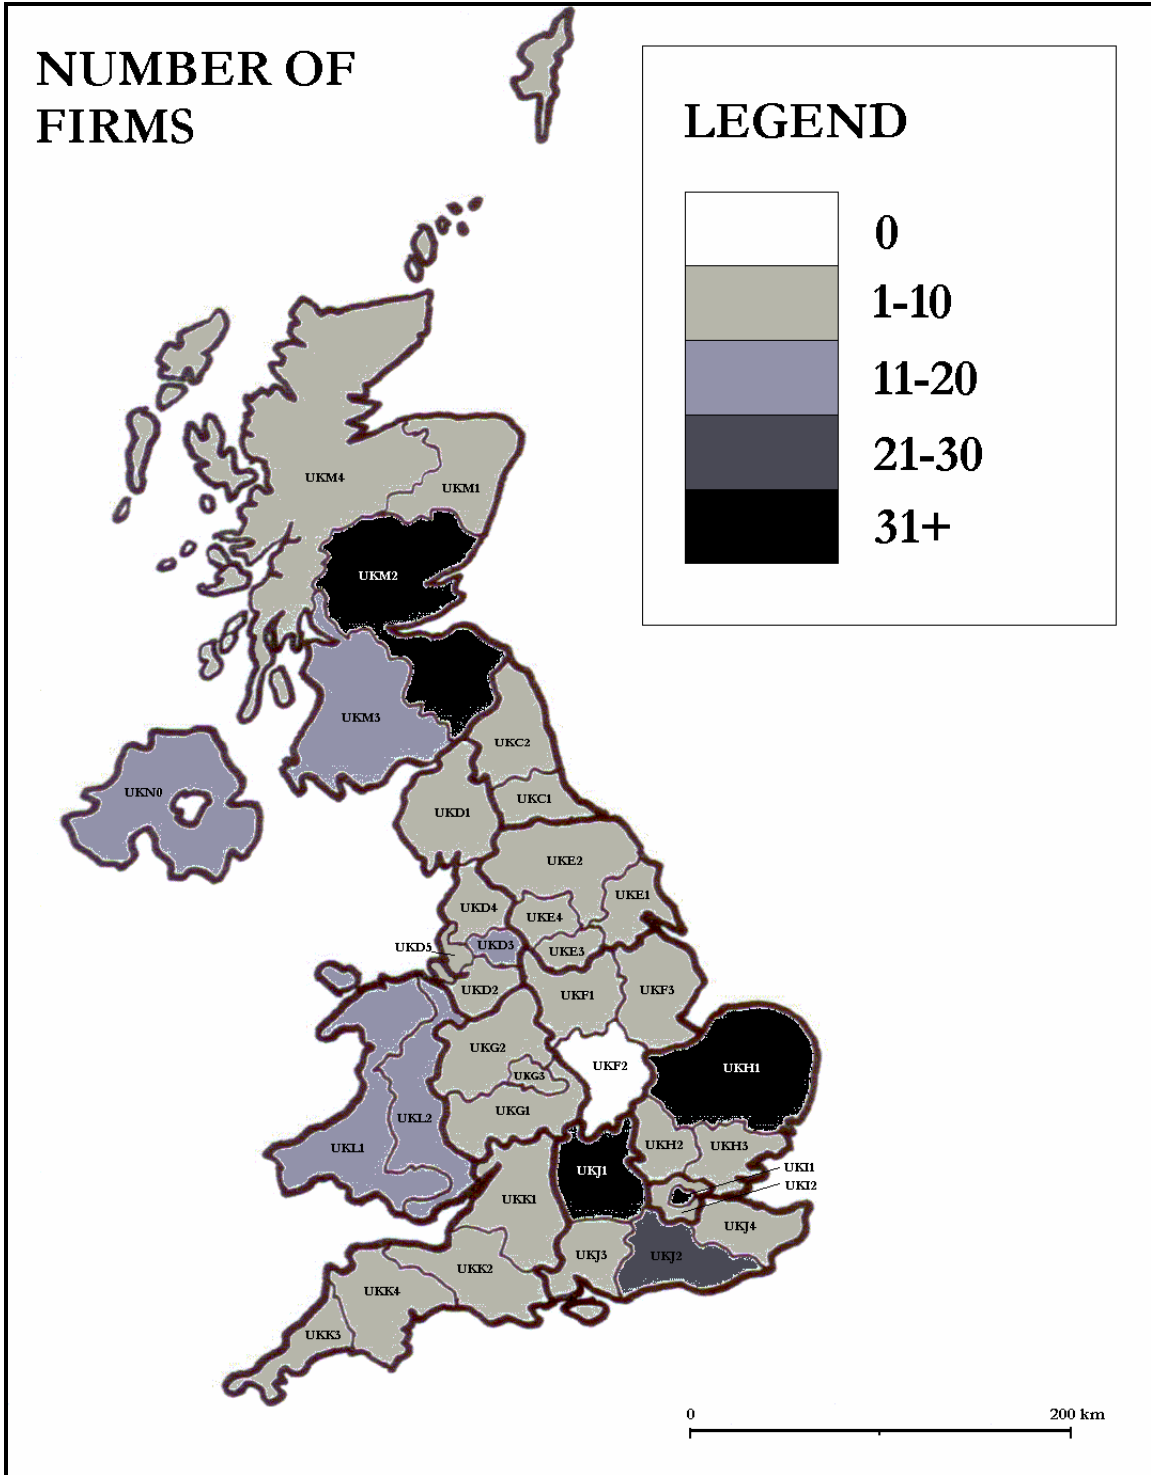 NUMBER OF
FIRMS
LEGEND
0
1-10
11-20
21-30
31+
UKM4
UKM1
UKM2
UKM3
UKC2
UKN0
UKC1
UKD1
UKE2
UKE1
UKD4
UKE4
UKD5
UKD3
UKE3
UKD2
UKF1
UKF3
UKG2
UKF2
UKH1
UKG3
UKG1
UKL2
UKL1
UKH2
UKH3
UKJ1
UKI1
UKI2
UKK1
UKJ4
UKJ3
UKJ2
UKK2
UKK4
UKK3
0
200 km